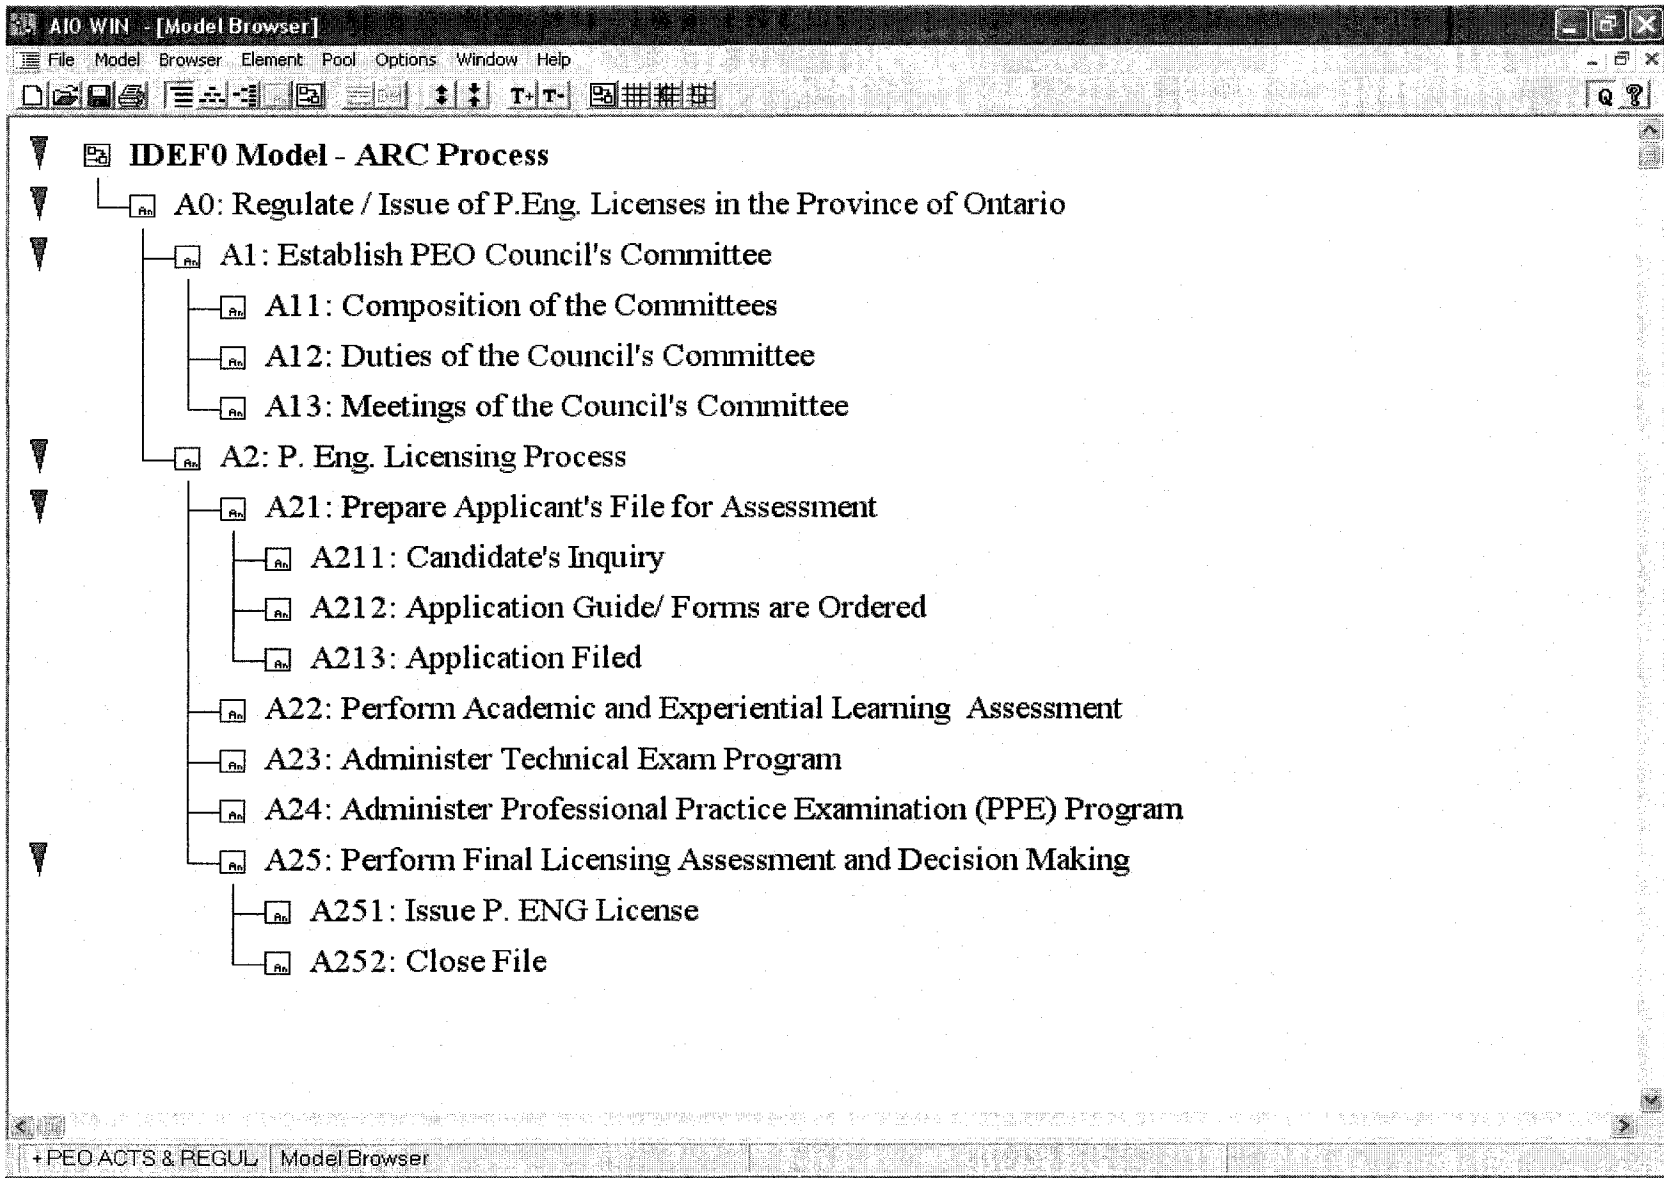 AI0 WIN - [Model Browser]
File Model Browser Element Pool Options Window Help
T+ T- Q ?
IDEF0 Model - ARC Process
A0: Regulate / Issue of P.Eng. Licenses in the Province of Ontario
A1: Establish PEO Council's Committee
A11: Composition of the Committees
A12: Duties of the Council's Committee
A13: Meetings of the Council's Committee
A2: P. Eng. Licensing Process
A21: Prepare Applicant's File for Assessment
A211: Candidate's Inquiry
A212: Application Guide/ Forms are Ordered
A213: Application Filed
A22: Perform Academic and Experiential Learning Assessment
A23: Administer Technical Exam Program
A24: Administer Professional Practice Examination (PPE) Program
A25: Perform Final Licensing Assessment and Decision Making
A251: Issue P. ENG License
A252: Close File
+ PEO ACTS & REGUL Model Browser